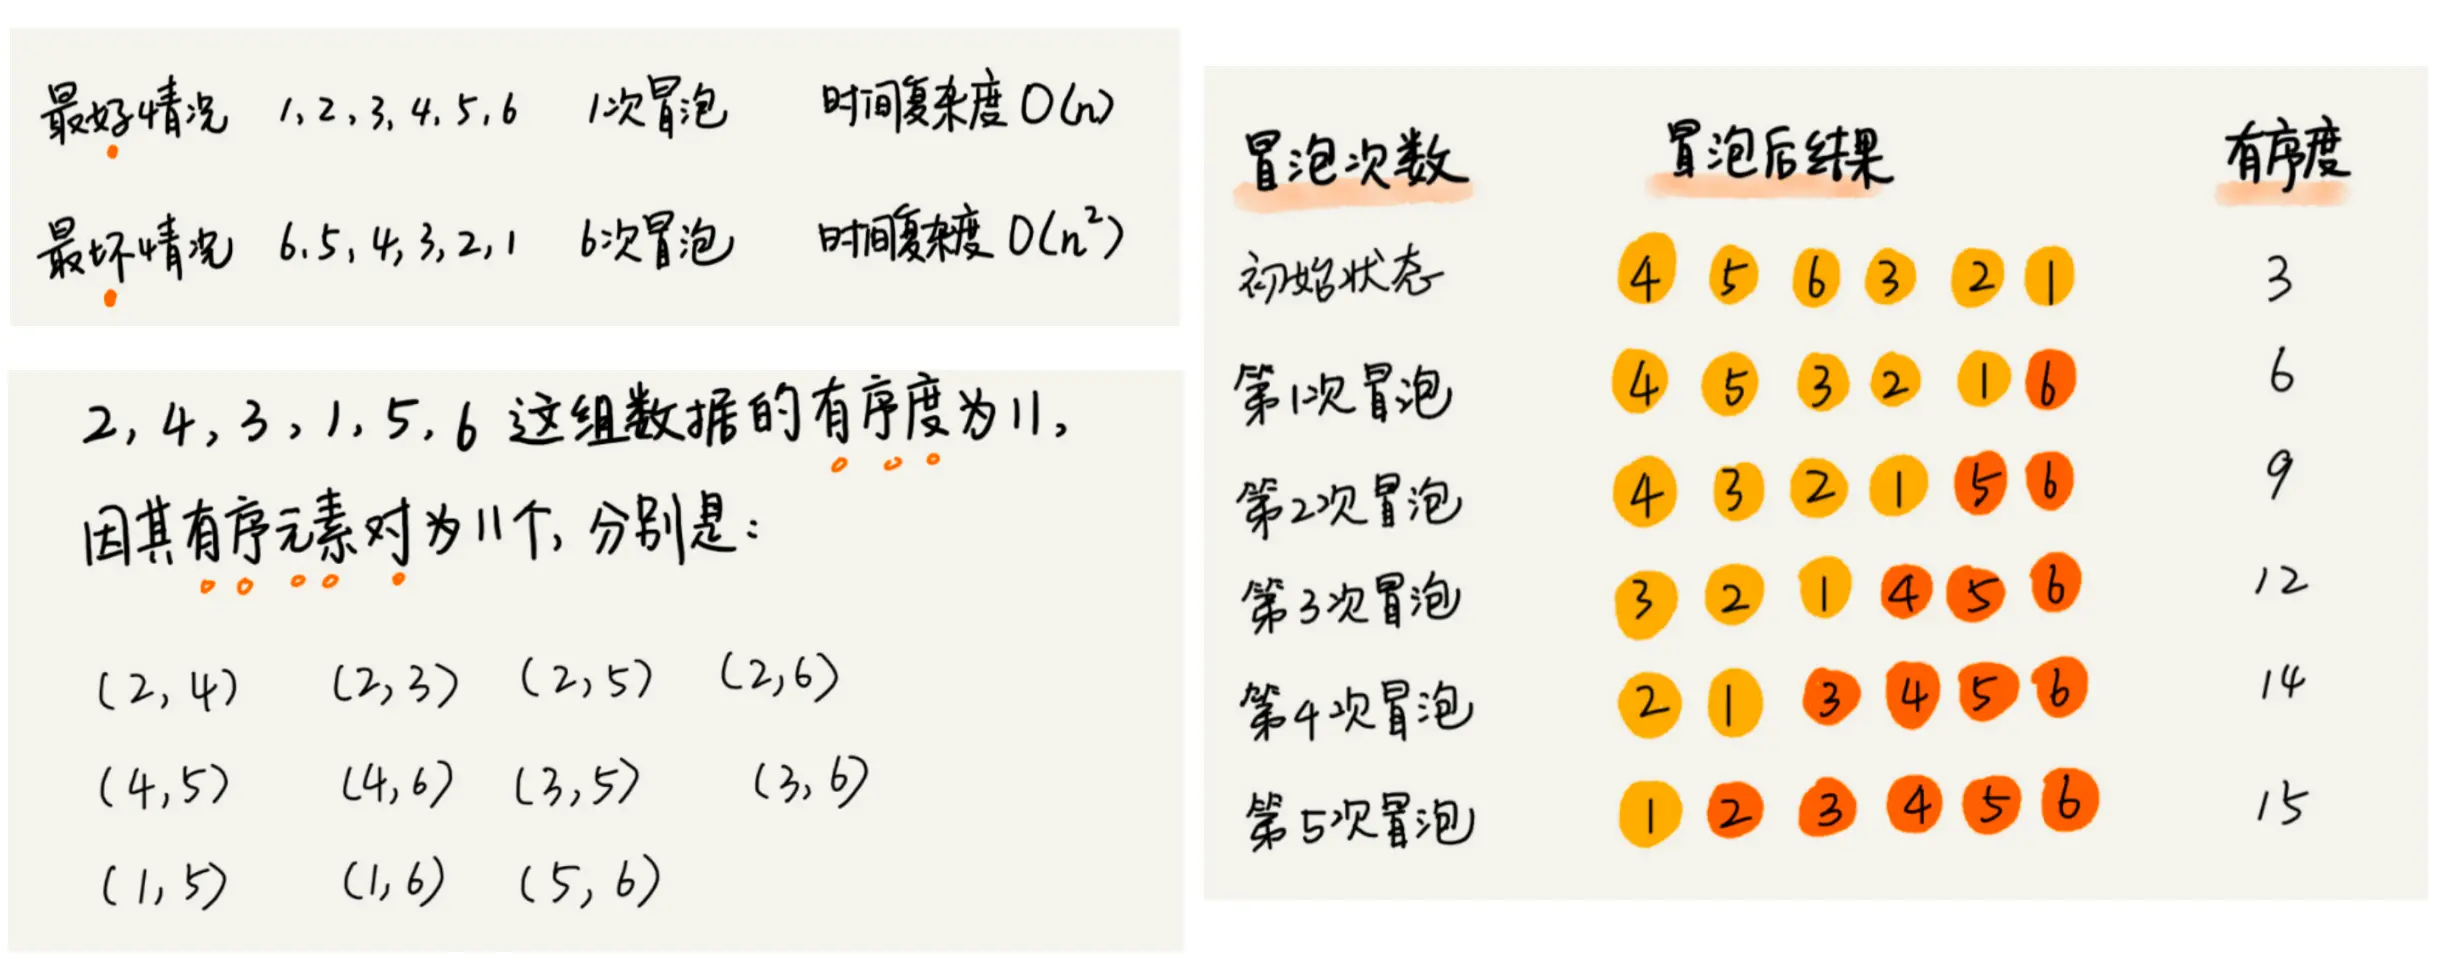 最好情况 1, 2, 3, 4, 5, 6 1次冒泡 时间复杂度 O(n)
最坏情况 6.5, 4, 3, 2, 1 6次冒泡 时间复杂度 O(n²)
2, 4, 3, 1, 5, 6 这组数据的有序度为11,
因其有序元素对为11个, 分别是:
(2, 4) (2, 3) (2, 5) (2, 6)
(4, 5) (4, 6) (3, 5) (3, 6)
(1, 5) (1, 6) (5, 6)
冒泡次数 冒泡后结果 有序度
初始状态 4 5 6 3 2 1 3
第1次冒泡 4 5 3 2 1 6 6
第2次冒泡 4 3 2 1 5 6 9
第3次冒泡 3 2 1 4 5 6 12
第4次冒泡 2 1 3 4 5 6 14
第5次冒泡 1 2 3 4 5 6 15